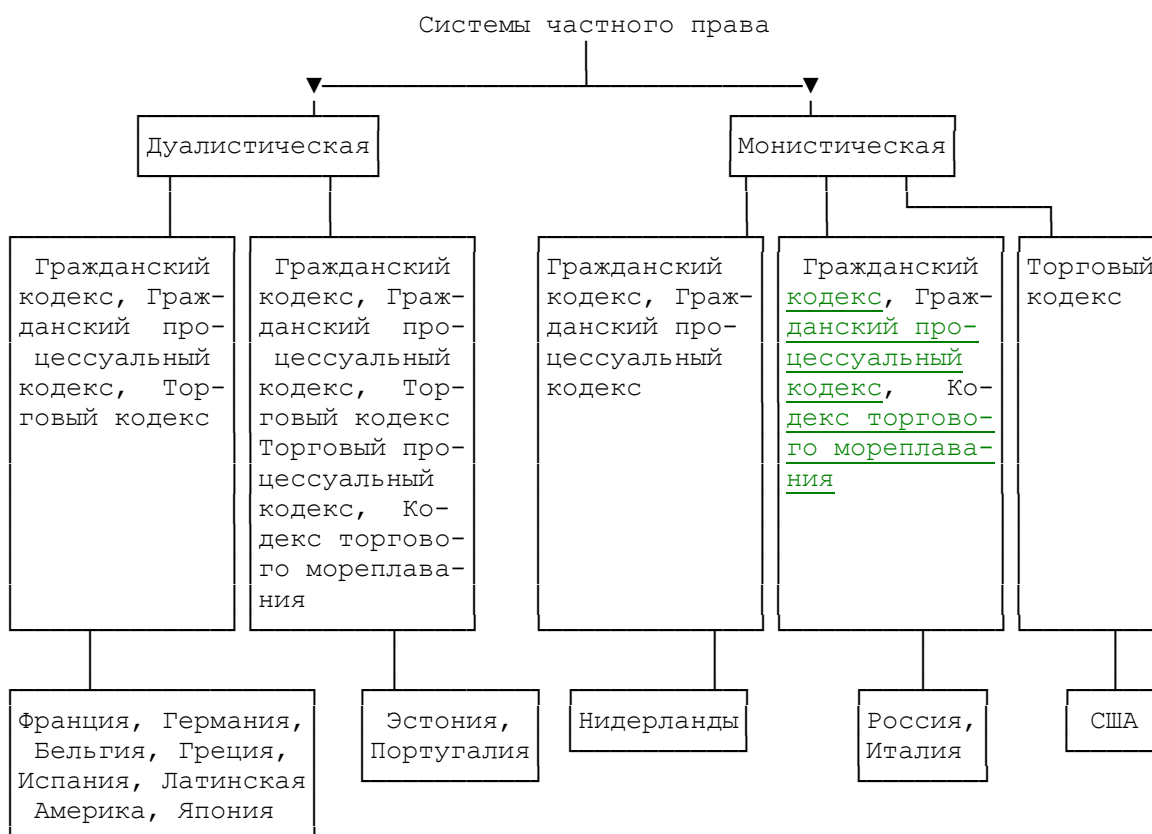 Системы частного права
Дуалистическая
Монистическая
Гражданский
кодекс, Граж-
данский про-
цессуальный
кодекс, Тор-
говый кодекс
Гражданский
кодекс, Граж-
данский про-
цессуальный
кодекс, Тор-
говый кодекс
Торговый про-
цессуальный
кодекс, Ко-
декс торгово-
го мореплава-
ния
Гражданский
кодекс, Граж-
данский про-
цессуальный
кодекс
Гражданский
кодекс, Граж-
данский про-
цессуальный
кодекс, Ко-
декс торгово-
го мореплава-
ния
Торговый
кодекс
Франция, Германия,
Бельгия, Греция,
Испания, Латинская
Америка, Япония
Эстония,
Португалия
Нидерланды
Россия,
Италия
США